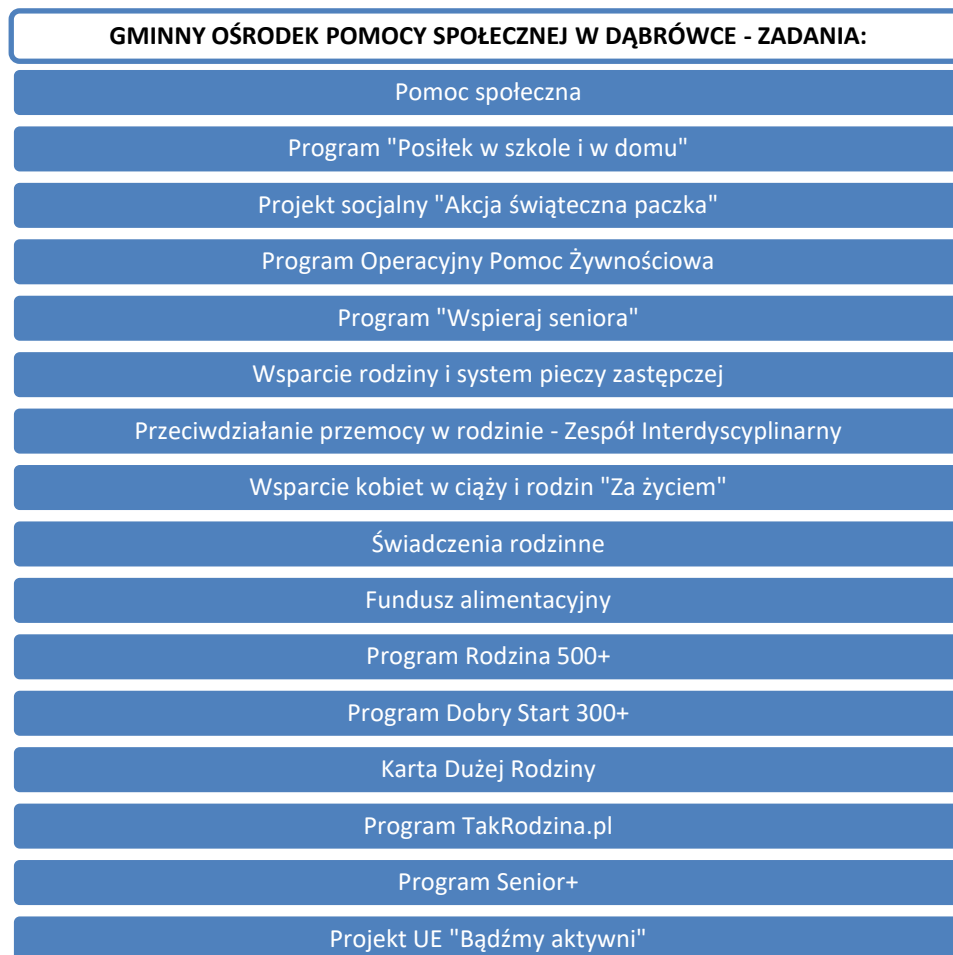 GMINNY OŚRODEK POMOCY SPOŁECZNEJ W DĄBRÓWCE - ZADANIA:
Pomoc społeczna
Program "Posiłek w szkole i w domu"
Projekt socjalny "Akcja świąteczna paczka"
Program Operacyjny Pomoc Żywnościowa
Program "Wspieraj seniora"
Wsparcie rodziny i system pieczy zastępczej
Przeciwdziałanie przemocy w rodzinie - Zespół Interdyscyplinarny
Wsparcie kobiet w ciąży i rodzin "Za życiem"
Świadczenia rodzinne
Fundusz alimentacyjny
Program Rodzina 500+
Program Dobry Start 300+
Karta Dużej Rodziny
Program TakRodzina.pl
Program Senior+
Projekt UE "Bądźmy aktywni"